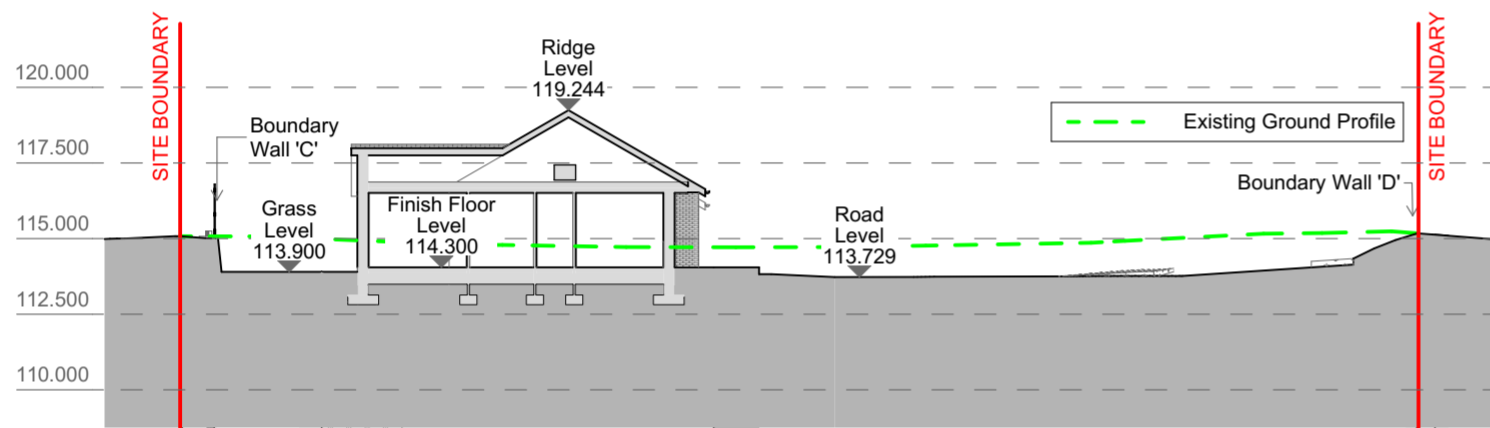 SITE BOUNDARY
SITE BOUNDARY
120.000
117.500
115.000
112.500
110.000
Ridge
Level
119.244
Existing Ground Profile
Boundary
Wall 'C'
Boundary Wall 'D'
Grass
Level
113.900
Finish Floor
Level
114.300
Road
Level
113.729